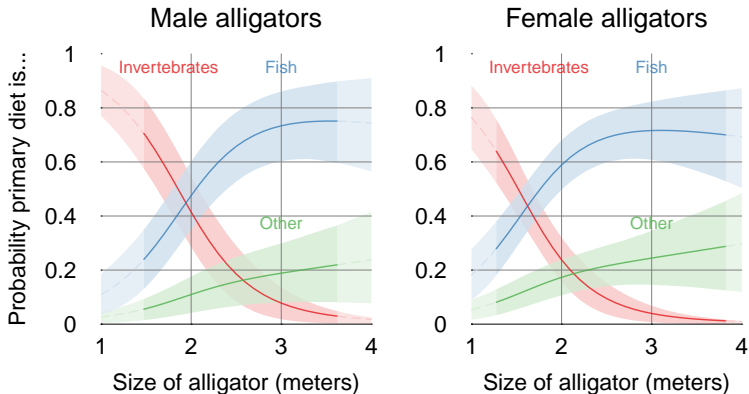 Male alligators
Female alligators
Probability primary diet is...
1
0.8
0.6
0.4
0.2
0
Invertebrates
Fish
Other
1
2
3
4
Size of alligator (meters)
1
0.8
0.6
0.4
0.2
0
Invertebrates
Fish
Other
1
2
3
4
Size of alligator (meters)